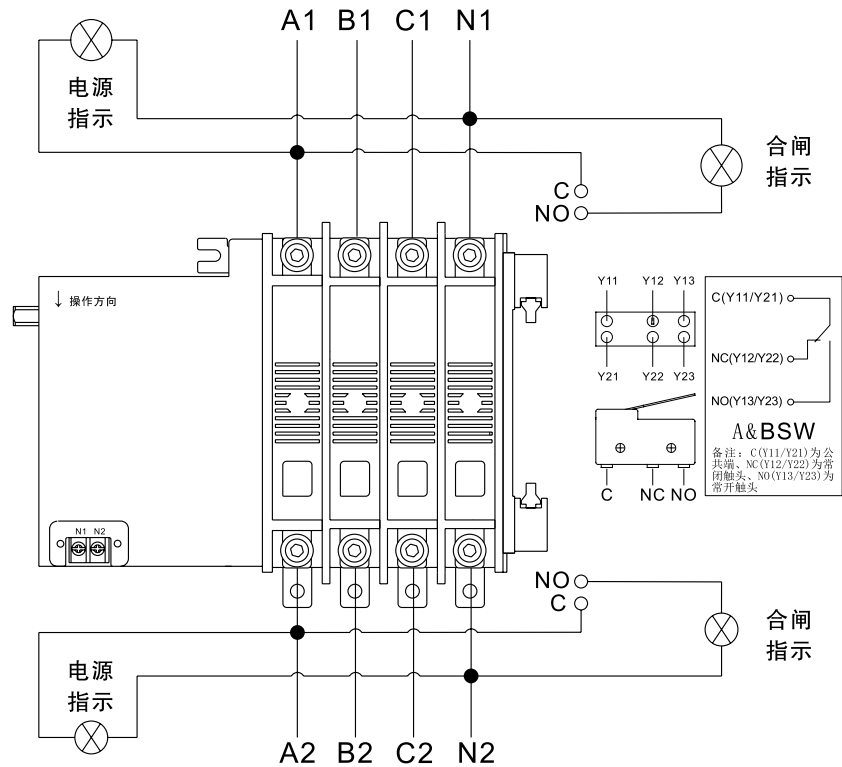 A1 B1 C1 N1
电源
指示
合闸
指示
C
NO
↓操作方向
Y11 Y12 Y13
Y21 Y22 Y23
C(Y11/Y21)
NC(Y12/Y22)
NO(Y13/Y23)
A&BSW
备注：C(Y11/Y21)为公
共端、NC(Y12/Y22)为常
闭触头、NO(Y13/Y23)为
常开触头
C NC NO
N1 N2
NO
C
合闸
指示
电源
指示
A2 B2 C2 N2